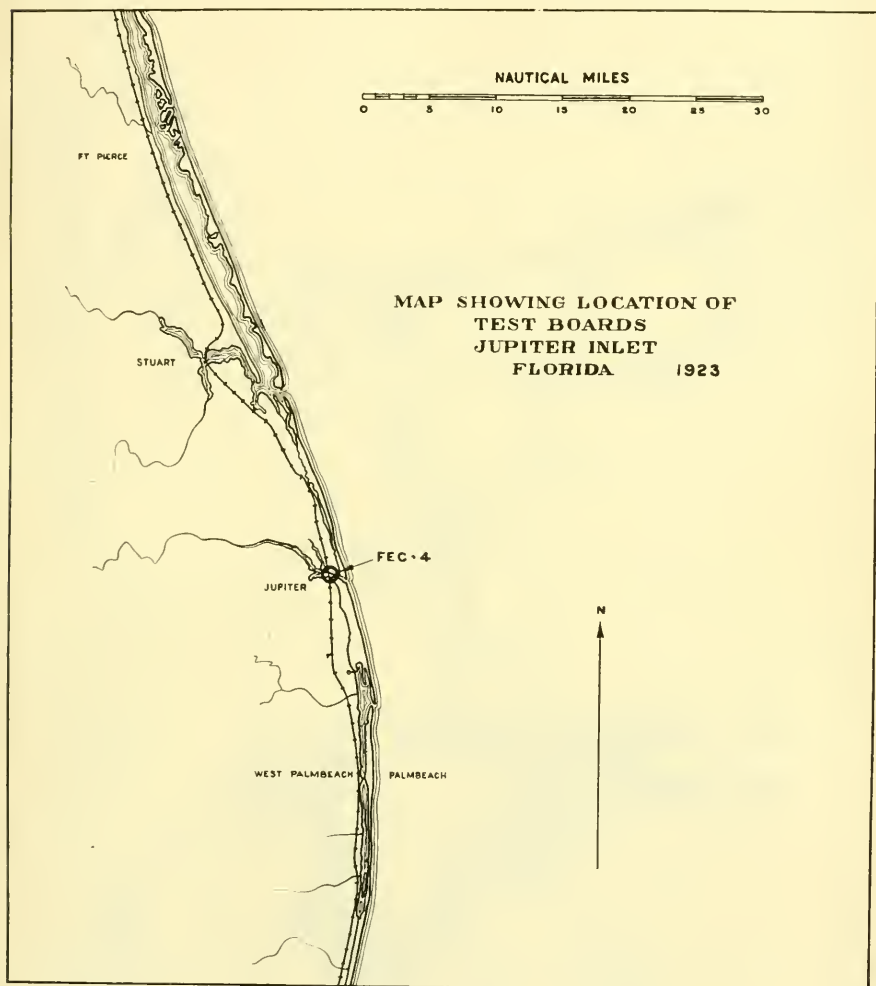 NAUTICAL MILES
0 5 10 15 20 25 30
FT PIERCE
MAP SHOWING LOCATION OF
TEST BOARDS
JUPITER INLET
FLORIDA 1923
STUART
FEC-4
JUPITER
N
WEST PALMBEACH PALMBEACH